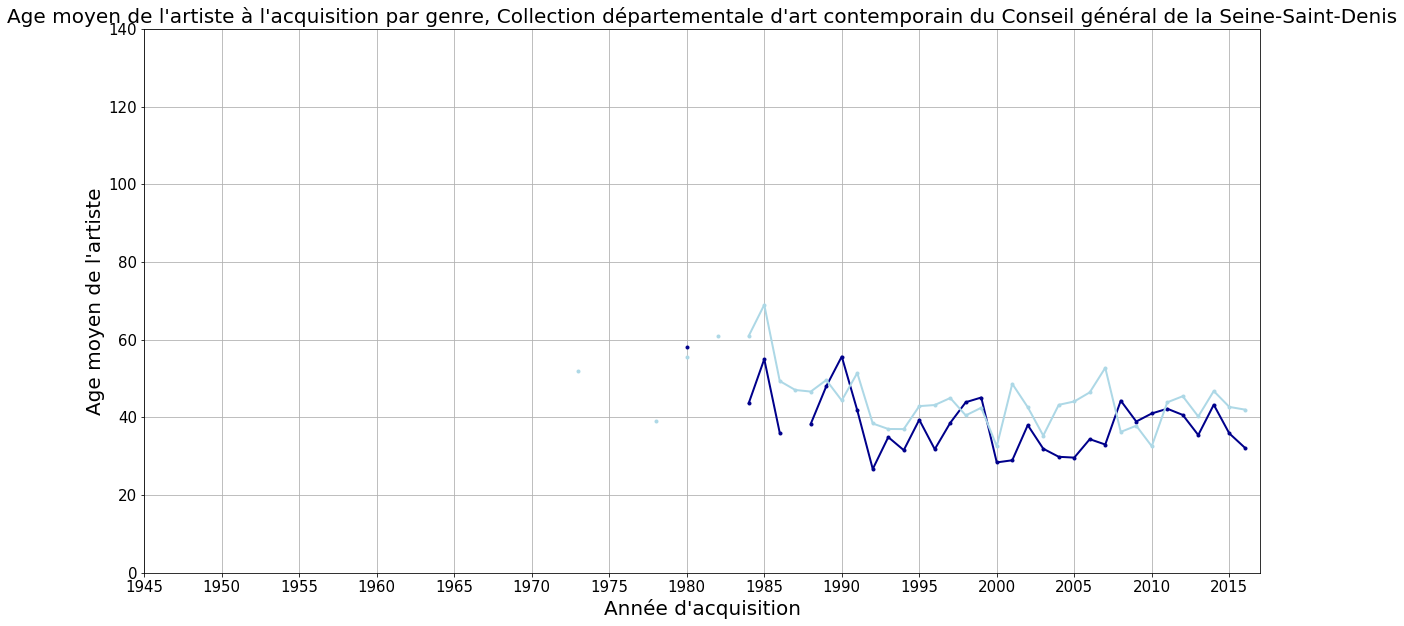 Age moyen de l'artiste à l'acquisition par genre, Collection départementale d'art contemporain du Conseil général de la Seine-Saint-Denis
140
120
100
80
60
40
20
0
Age moyen de l'artiste
1945 1950 1955 1960 1965 1970 1975 1980 1985 1990 1995 2000 2005 2010 2015
Année d'acquisition